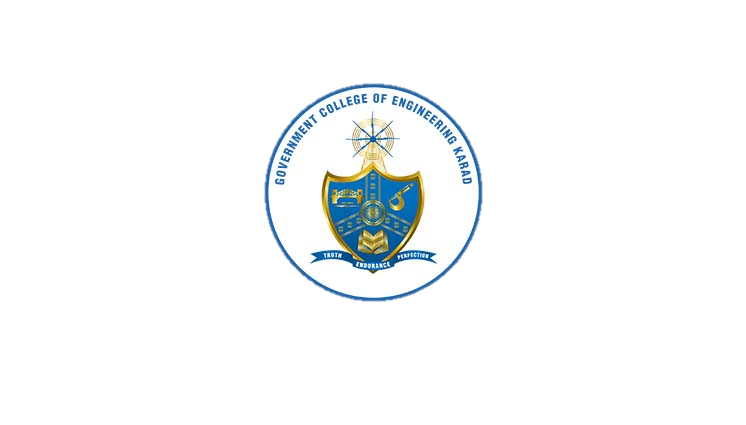 GOVERNMENT COLLEGE OF ENGINEERING KARAD
TRUTH ENDURANCE PERFECTION